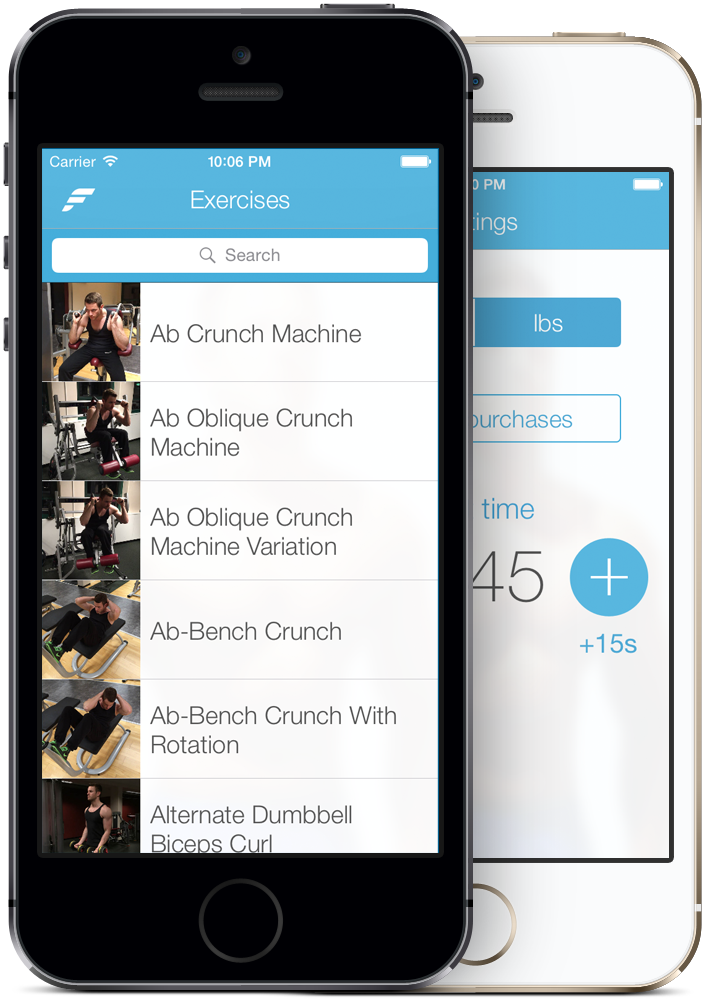 Carrier
10:06 PM
Exercises
Search
Ab Crunch Machine
Ab Oblique Crunch
Machine
Ab Oblique Crunch
Machine Variation
Ab-Bench Crunch
Ab-Bench Crunch With
Rotation
Alternate Dumbbell
Biceps Curl
0 PM
tings
lbs
purchases
time
45
+
+15s